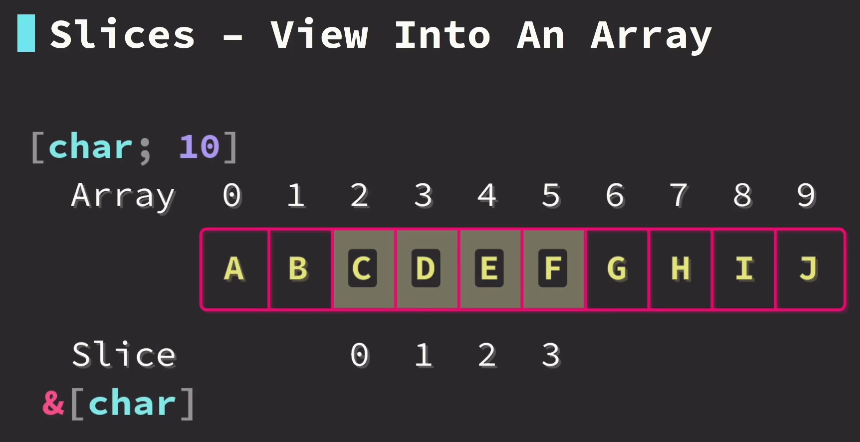 Slices – View Into An Array
[char; 10]
Array 0 1 2 3 4 5 6 7 8 9
A B C D E F G H I J
Slice 0 1 2 3
&[char]